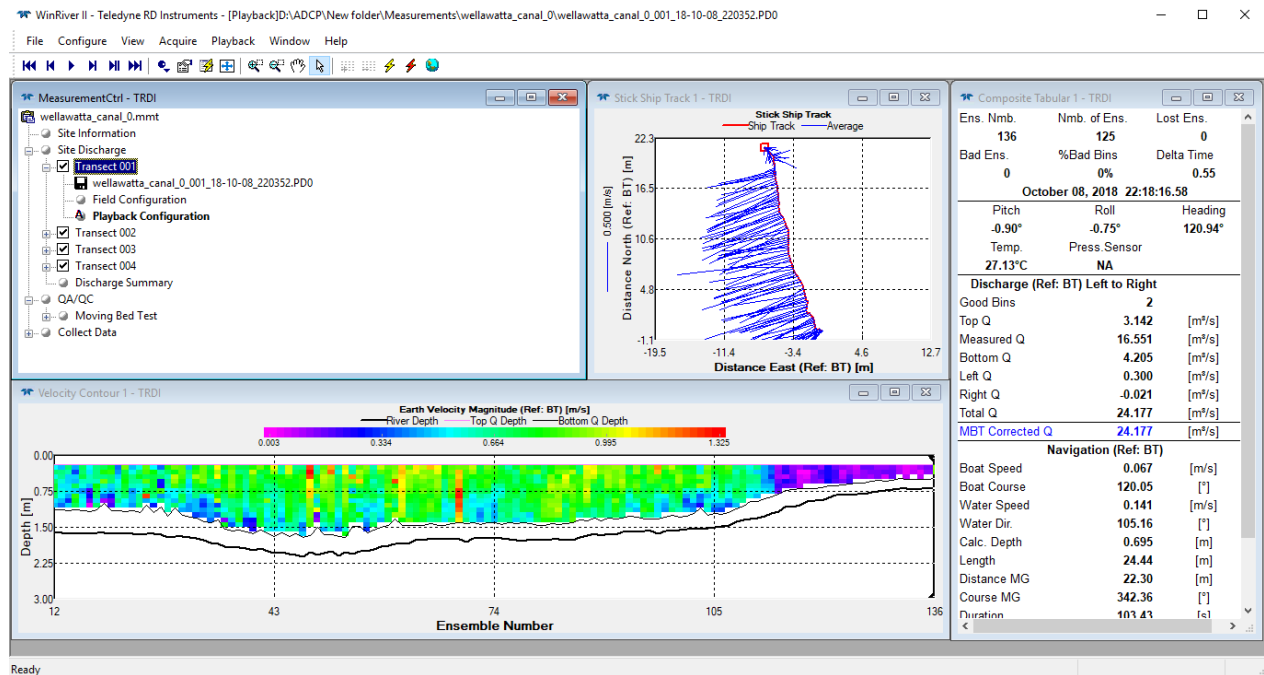 WinRiver II - Teledyne RD Instruments - [Playback]D:\ADCP\New folder\Measurements\wellawatta_canal_0\wellawatta_canal_0_001_18-10-08_220352.PD0
File Configure View Acquire Playback Window Help
MeasurementCtrl - TRDI
wellawatta_canal_0.mmt
Site Information
Site Discharge
Transect 001
wellawatta_canal_0_001_18-10-08_220352.PD0
Field Configuration
Playback Configuration
Transect 002
Transect 003
Transect 004
Discharge Summary
QA/QC
Moving Bed Test
Collect Data
Stick Ship Track 1 - TRDI
Stick Ship Track
Ship Track Average
22.3
16.5
10.6
4.8
-1.1
0.500 [m/s]
Distance North (Ref: BT) [m]
-19.5 -11.4 -3.4 4.6 12.7
Distance East (Ref: BT) [m]
Velocity Contour 1 - TRDI
Earth Velocity Magnitude (Ref: BT) [m/s]
River Depth Top Q Depth Bottom Q Depth
0.003 0.334 0.664 0.995 1.325
0.00
0.75
1.50
2.25
3.00
Depth [m]
12 43 74 105 136
Ensemble Number
Composite Tabular 1 - TRDI
Ens. Nmb. Nmb. of Ens. Lost Ens.
136 125 0
Bad Ens. %Bad Bins Delta Time
0 0% 0.55
October 08, 2018 22:18:16.58
Pitch Roll Heading
-0.90° -0.75° 120.94°
Temp. Press.Sensor
27.13°C NA
Discharge (Ref: BT) Left to Right
Good Bins 2
Top Q 3.142 [m³/s]
Measured Q 16.551 [m³/s]
Bottom Q 4.205 [m³/s]
Left Q 0.300 [m³/s]
Right Q -0.021 [m³/s]
Total Q 24.177 [m³/s]
MBT Corrected Q 24.177 [m³/s]
Navigation (Ref: BT)
Boat Speed 0.067 [m/s]
Boat Course 120.05 [°]
Water Speed 0.141 [m/s]
Water Dir. 105.16 [°]
Calc. Depth 0.695 [m]
Length 24.44 [m]
Distance MG 22.30 [m]
Course MG 342.36 [°]
Duration 103.43 [s]
Ready